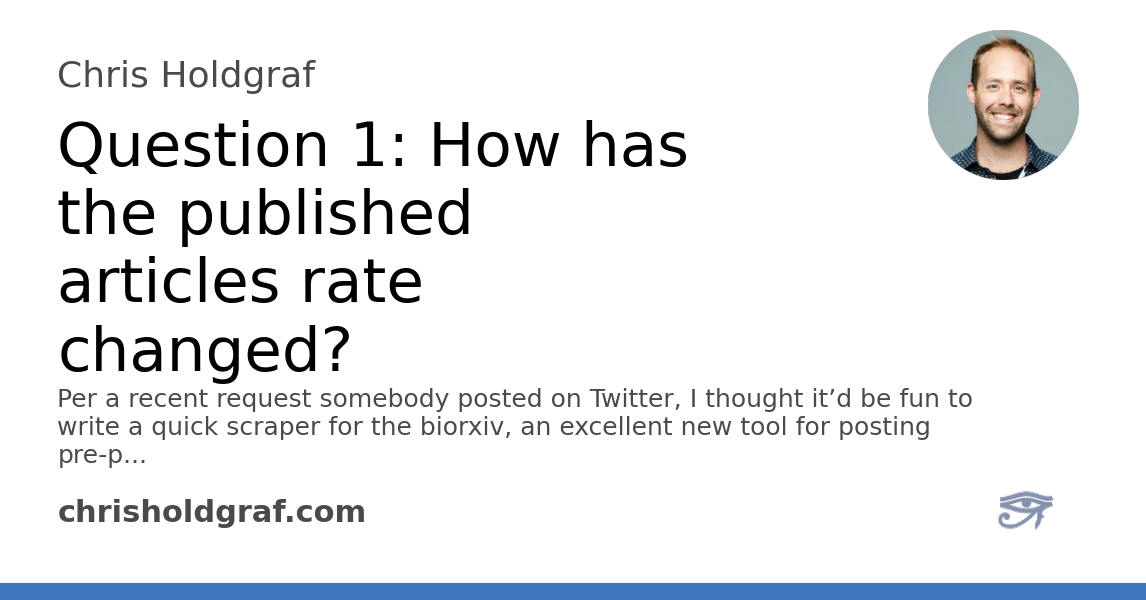 Chris Holdgraf
Question 1: How has
the published
articles rate
changed?
Per a recent request somebody posted on Twitter, I thought it’d be fun to
write a quick scraper for the biorxiv, an excellent new tool for posting
pre-p...
chrisholdgraf.com